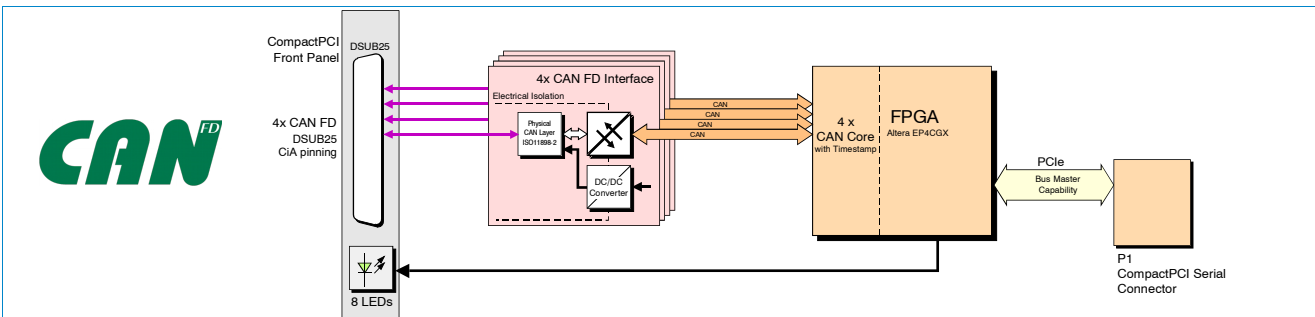 CAN FD
CompactPCI
Front Panel
DSUB25
4x CAN FD
DSUB25
CiA pinning
8 LEDs
4x CAN FD Interface
Electrical Isolation
Physical
CAN Layer
ISO11898-2
DC/DC
Converter
CAN
CAN
CAN
CAN
4 x
CAN Core
with Timestamp
FPGA
Altera EP4CGX
PCIe
Bus Master
Capability
P1
CompactPCI Serial
Connector